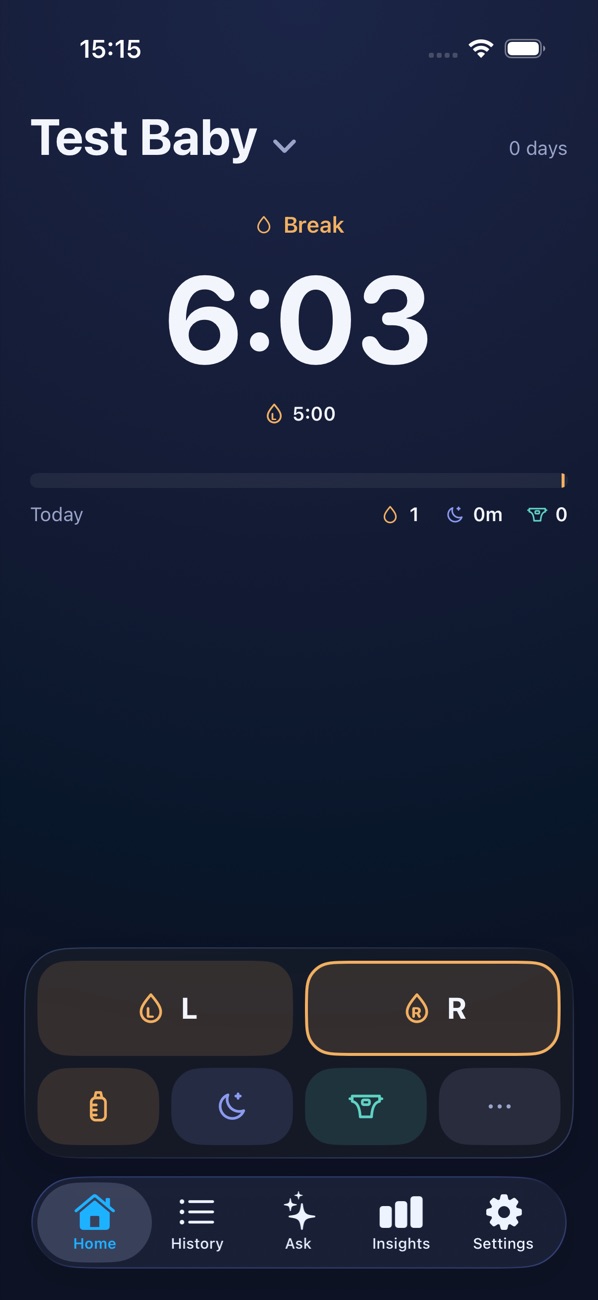 15:15
Test Baby
0 days
Break
6:03
L 5:00
Today 1 0m 0
L L
R R
Home History Ask Insights Settings